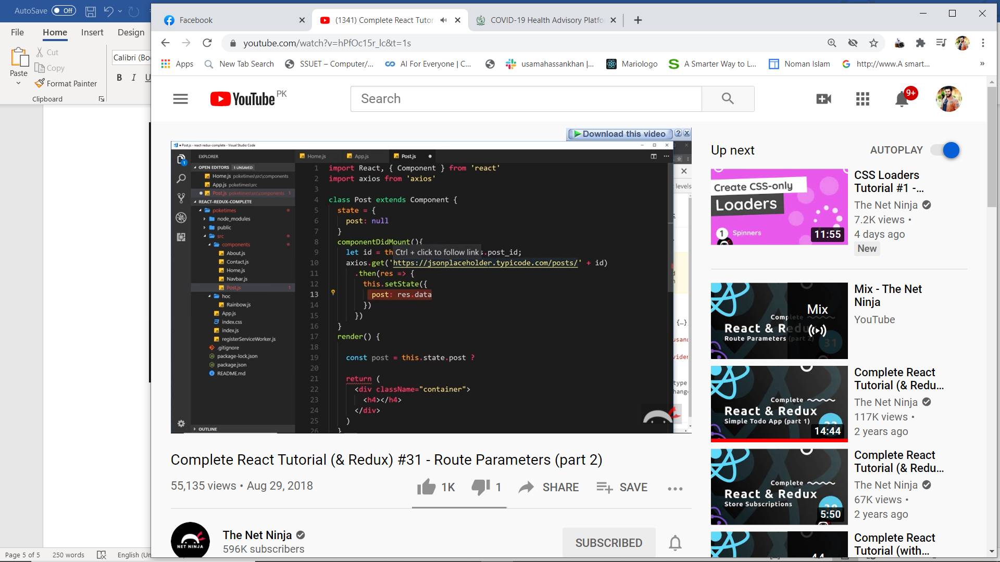 AutoSave Off
File Home Insert Design
Paste
Cut
Copy
Format Painter
Clipboard
Calibri (Bo
B I U
Facebook
(1341) Complete React Tutor
COVID-19 Health Advisory Platfo
youtube.com/watch?v=hPfOc15r_lc&t=1s
Apps
New Tab Search
SSUET – Computer/...
AI For Everyone | C...
usamahassankhan |...
Mariologo
A Smarter Way to L...
Noman Islam
http://www.A smart...
»
YouTube PK
Search
9+
Download this video
Post.js - react-redux-complete - Visual Studio Code
EXPLORER
OPEN EDITORS 1 UNSAVED
Home.js poketimes\src\components
App.js poketimes\src
Post.js poketimes\src\components 1
REACT-REDUX-COMPLETE
poketimes
node_modules
public
src
components
About.js
Contact.js
Home.js
Navbar.js
Post.js 1
hoc
Rainbow.js
App.js
index.css
index.js
registerServiceWorker.js
.gitignore
package-lock.json
package.json
README.md
OUTLINE
Home.js App.js Post.js
1 import React, { Component } from 'react'
2 import axios from 'axios'
3
4 class Post extends Component {
5 state = {
6 post: null
7 }
8 componentDidMount(){
9 let id = th Ctrl + click to follow link s.post_id;
10 axios.get('https://jsonplaceholder.typicode.com/posts/' + id)
11 .then(res => {
12 this.setState({
13 post: res.data
14 })
15 })
16 }
17 render() {
18
19 const post = this.state.post ?
20
21 return (
22 <div className="container">
23 <h4></h4>
24 </div>
25 )
26 }
levels
{…}
usand
vider
type
hange
Complete React Tutorial (& Redux) #31 - Route Parameters (part 2)
55,135 views • Aug 29, 2018
1K 1 SHARE SAVE
NET NINJA
The Net Ninja
596K subscribers
SUBSCRIBED
Up next AUTOPLAY
Create CSS-only
Loaders
1 Spinners
11:55
CSS Loaders
Tutorial #1 -...
The Net Ninja
7.2K views •
4 days ago
New
Complete
React & Redu
Route Parameters (part 2)
31
Mix
Mix - The Net
Ninja
YouTube
Complete
React & Redux
Simple Todo App (part 1)
14:44
Complete React
Tutorial (& Redu...
The Net Ninja
117K views •
2 years ago
Complete
React & Redux
Store Subscriptions
5:50
Complete React
Tutorial (& Redu...
The Net Ninja
67K views •
2 years ago
Complete React
Tutorial (with...
Page 5 of 5 250 words English (Un